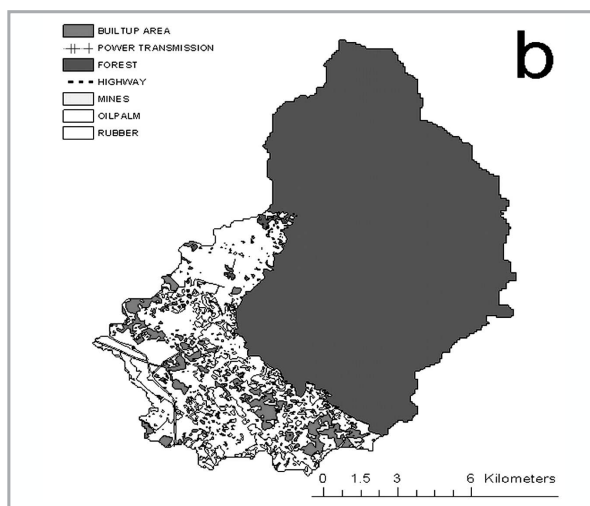 b
BUILTUP AREA
POWER TRANSMISSION
FOREST
HIGHWAY
MINES
OILPALM
RUBBER
0 1.5 3 6 Kilometers